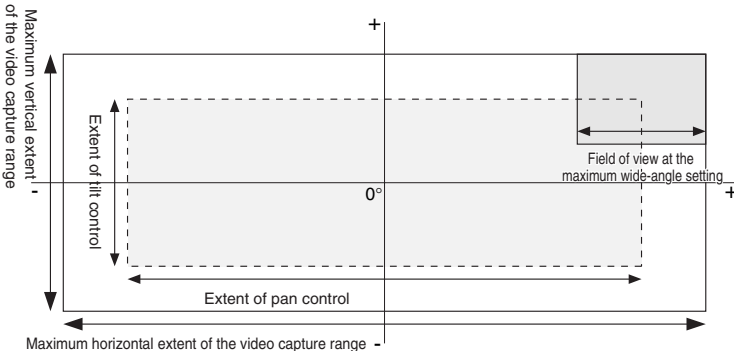 Maximum vertical extent
of the video capture range
+
-
Extent of tilt control
Field of view at the
maximum wide-angle setting
0°
+
Extent of pan control
Maximum horizontal extent of the video capture range
-